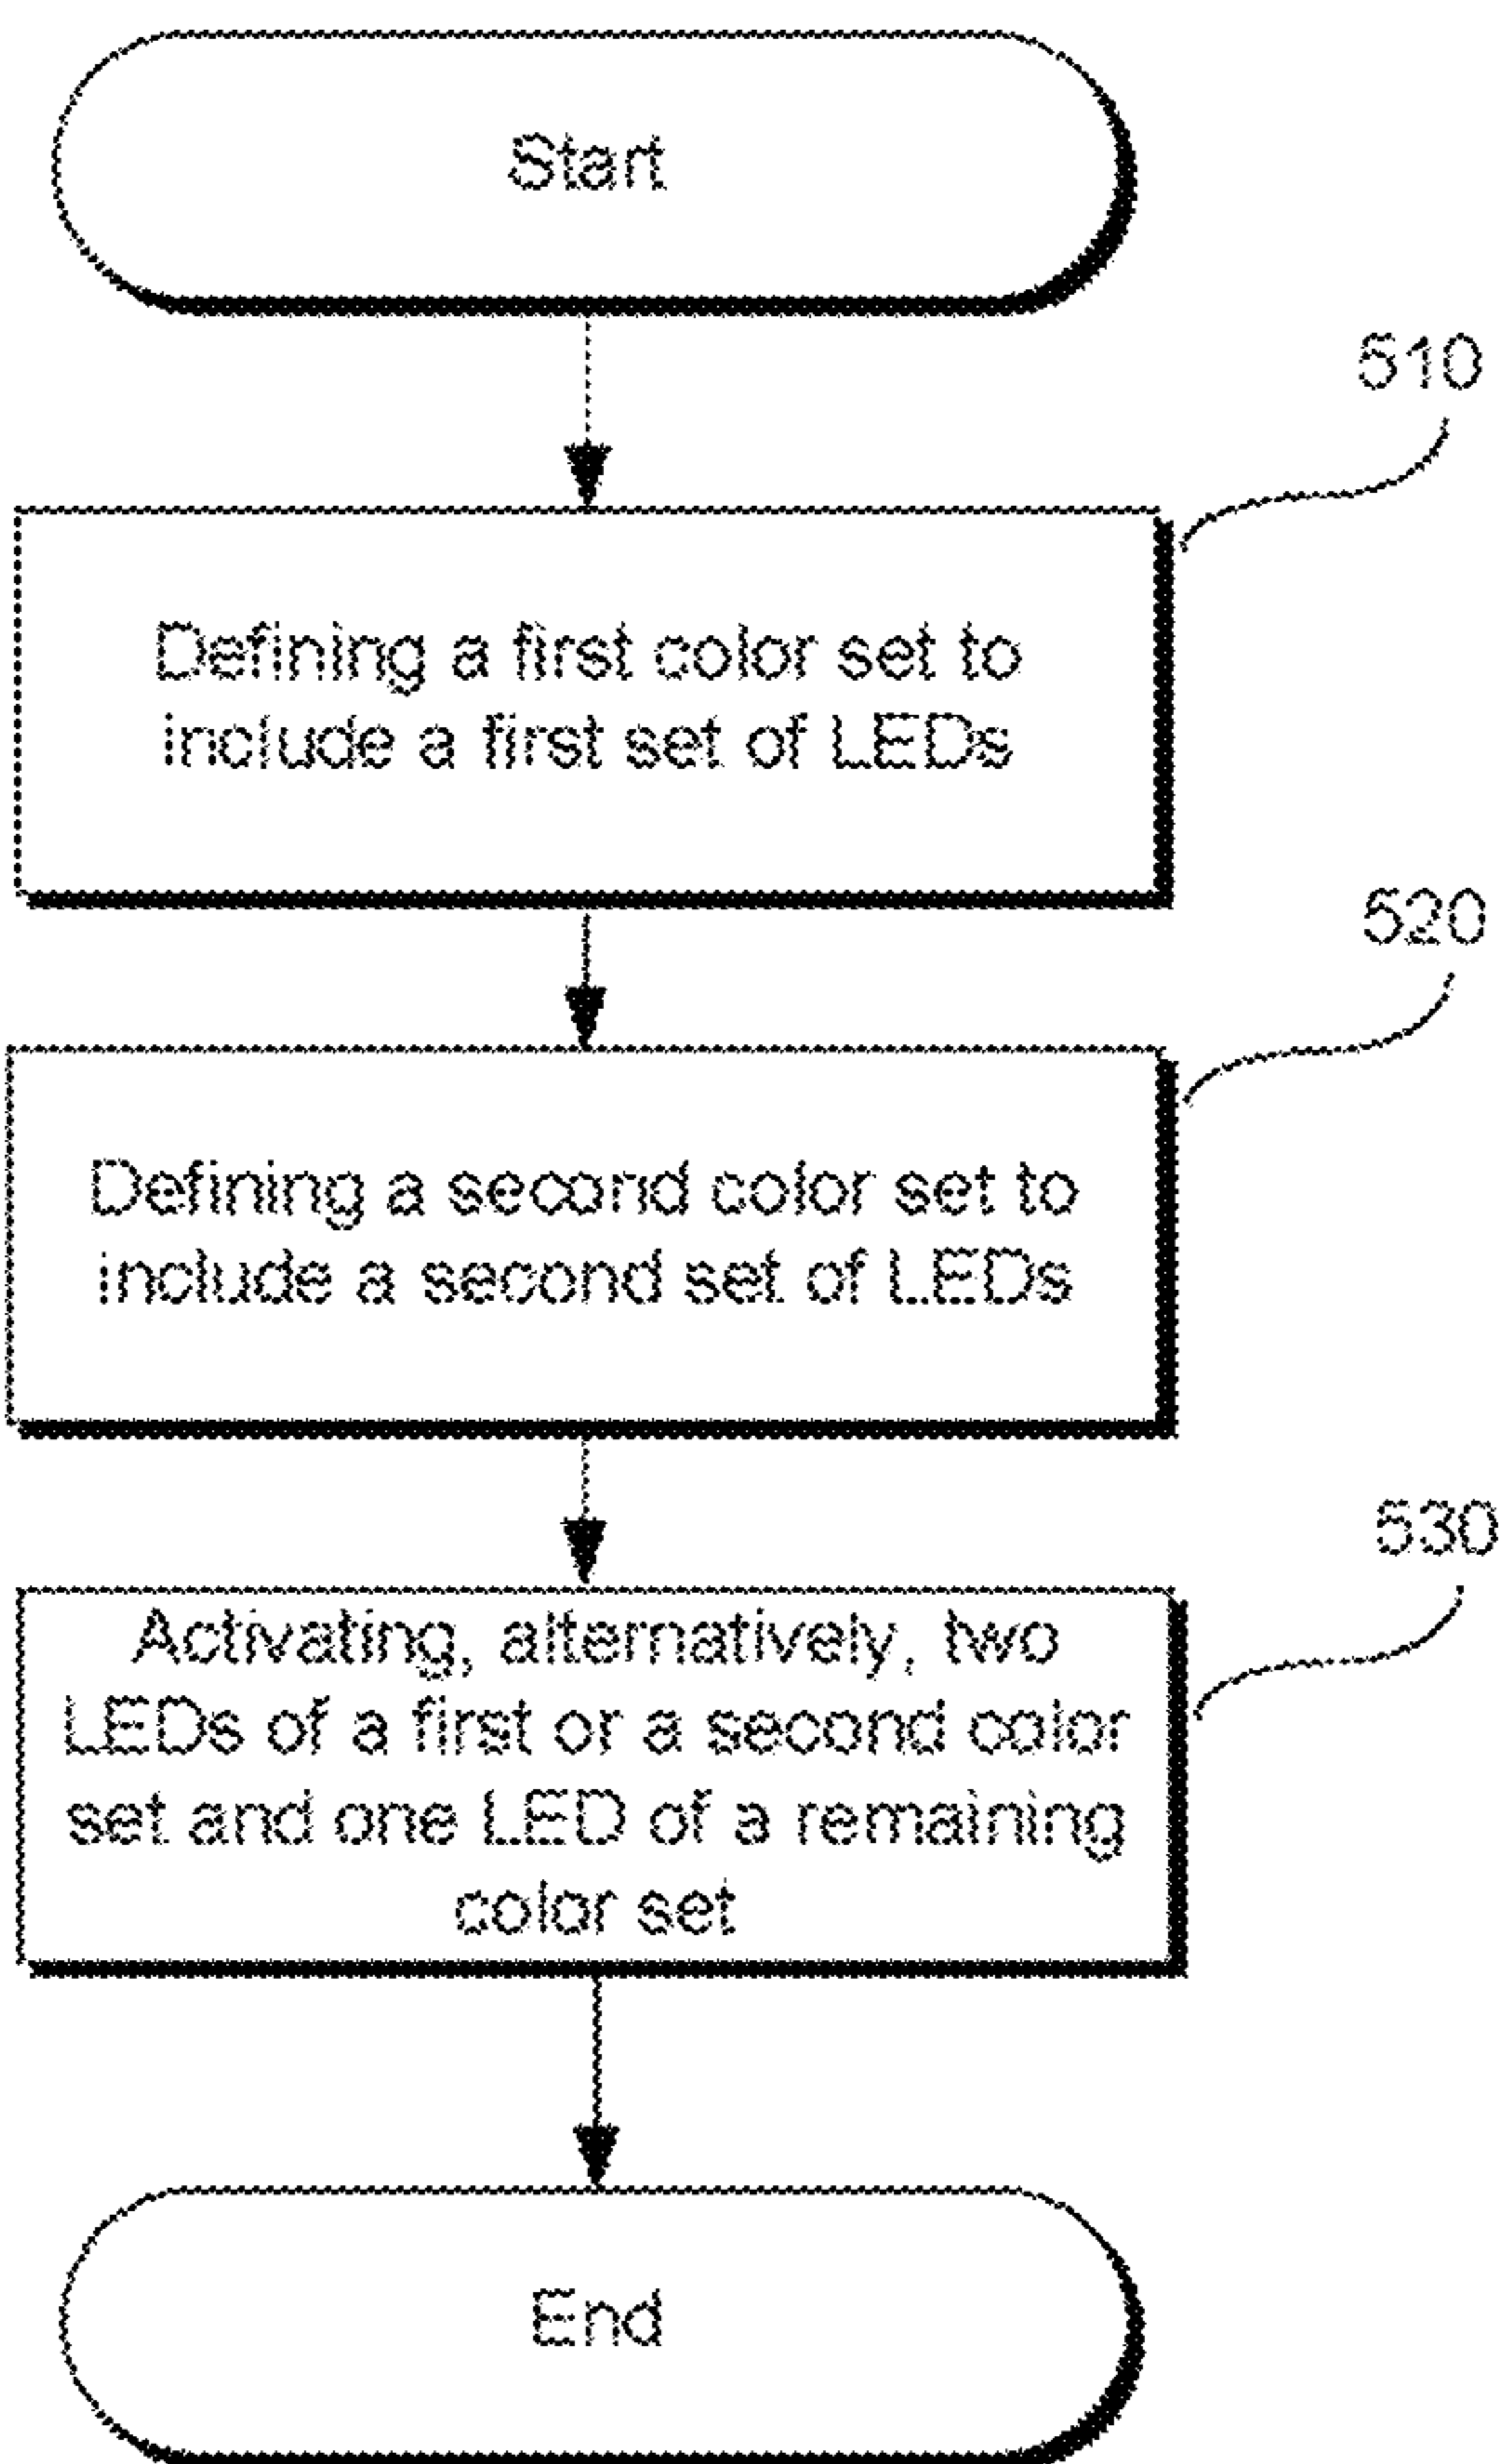 Start
510
Defining a first color set to
include a first set of LEDs
520
Defining a second color set to
include a second set of LEDs
530
Activating, alternatively, two
LEDs of a first or a second color
set and one LED of a remaining
color set
End